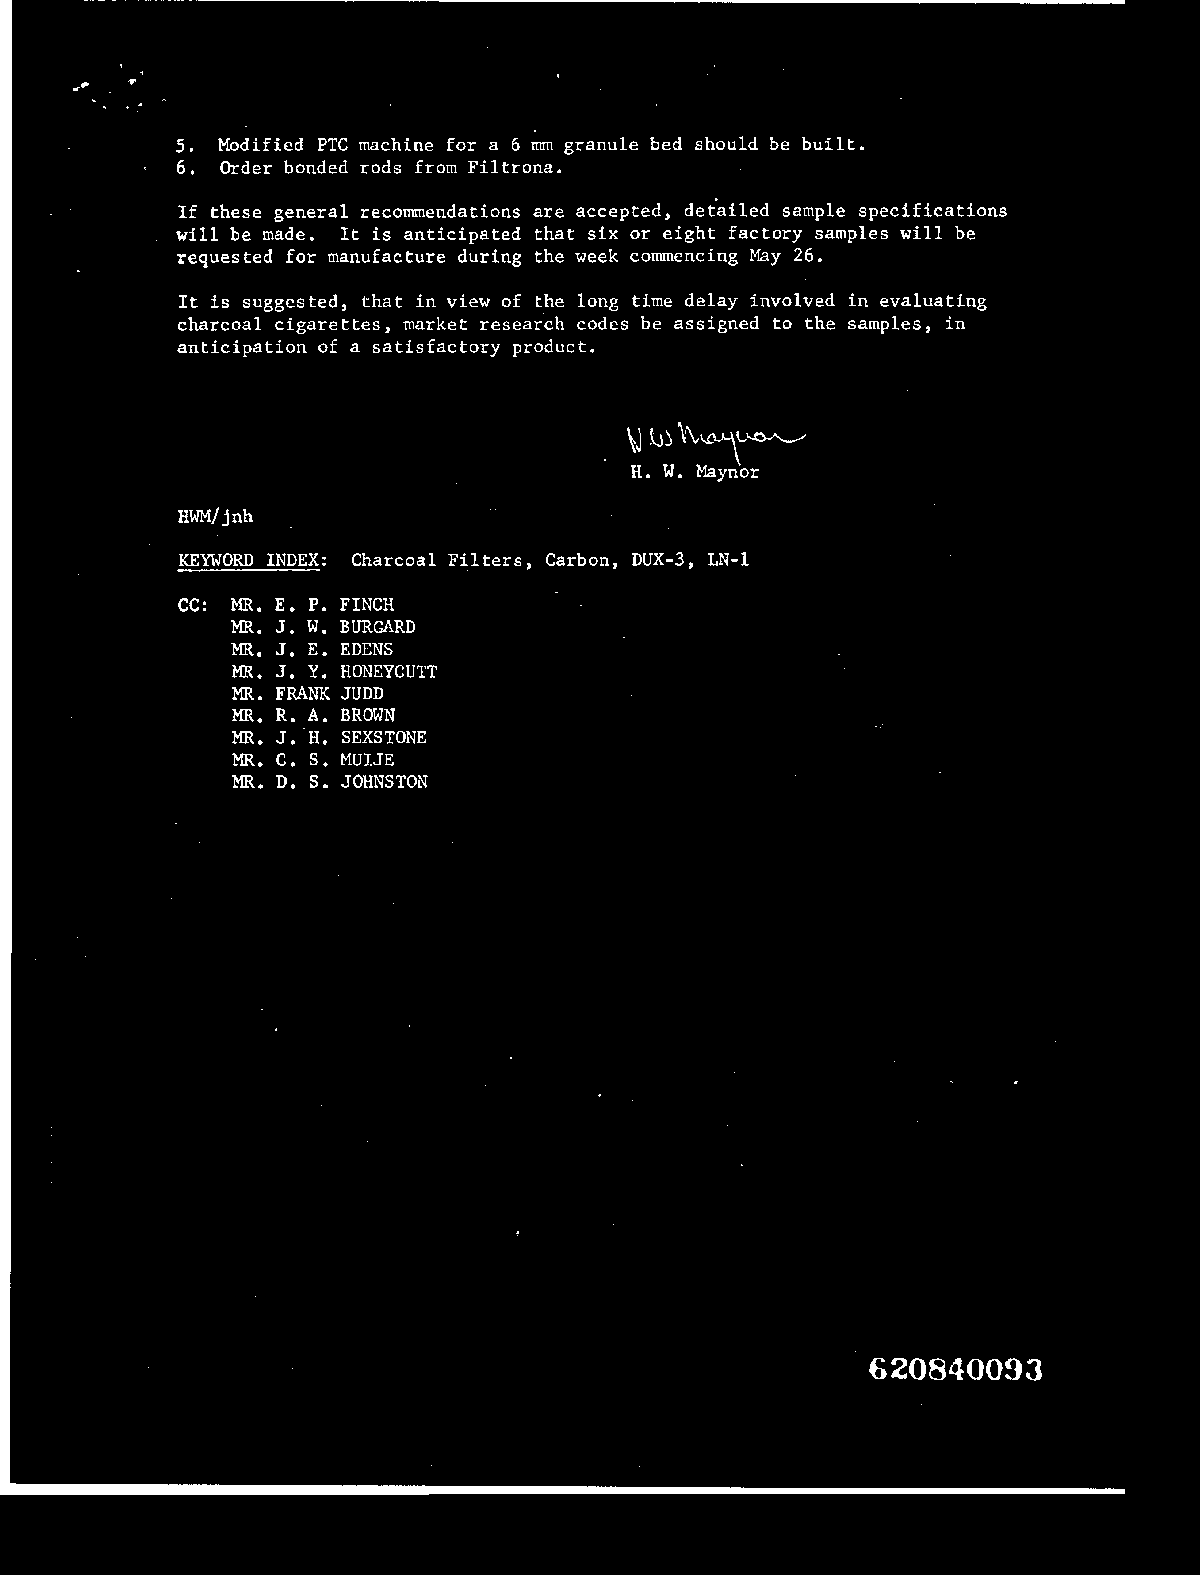 5. Modified PTC machine for a 6 mm granule bed should be built.
6. Order bonded rods from Filtrona.
If these general recommendations are accepted, detailed sample specifications
will be made. It is anticipated that six or eight factory samples will be
requested for manufacture during the week commencing May 26.
It is suggested, that in view of the long time delay involved in evaluating
charcoal cigarettes, market research codes be assigned to the samples, in
anticipation of a satisfactory product.
H W Maynor
H. W. Maynor
HWM/jnh
KEYWORD INDEX: Charcoal Filters, Carbon, DUX-3, LN-1
CC: MR. E. P. FINCH
MR. J. W. BURGARD
MR. J. E. EDENS
MR. J. Y. HONEYCUTT
MR. FRANK JUDD
MR. R. A. BROWN
MR. J. H. SEXSTONE
MR. C. S. MUIJE
MR. D. S. JOHNSTON
620840093